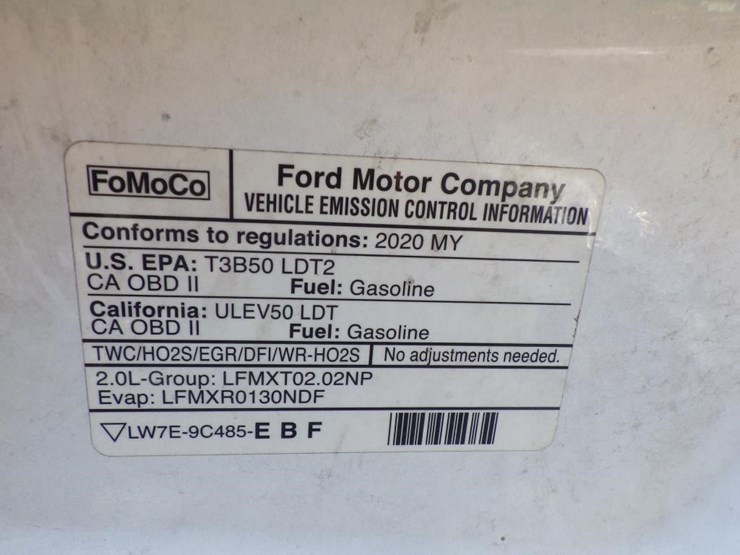 FoMoCo
Ford Motor Company
VEHICLE EMISSION CONTROL INFORMATION
Conforms to regulations: 2020 MY
U.S. EPA: T3B50 LDT2
CA OBD II Fuel: Gasoline
California: ULEV50 LDT
CA OBD II Fuel: Gasoline
TWC/HO2S/EGR/DFI/WR-HO2S No adjustments needed.
2.0L-Group: LFMXT02.02NP
Evap: LFMXR0130NDF
▽LW7E-9C485-E B F